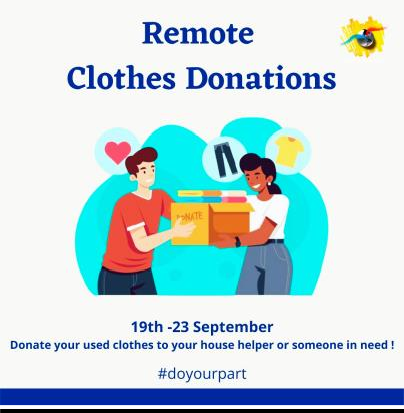 Remote
Clothes Donations
DONATE
19th -23 September
Donate your used clothes to your house helper or someone in need !
#doyourpart